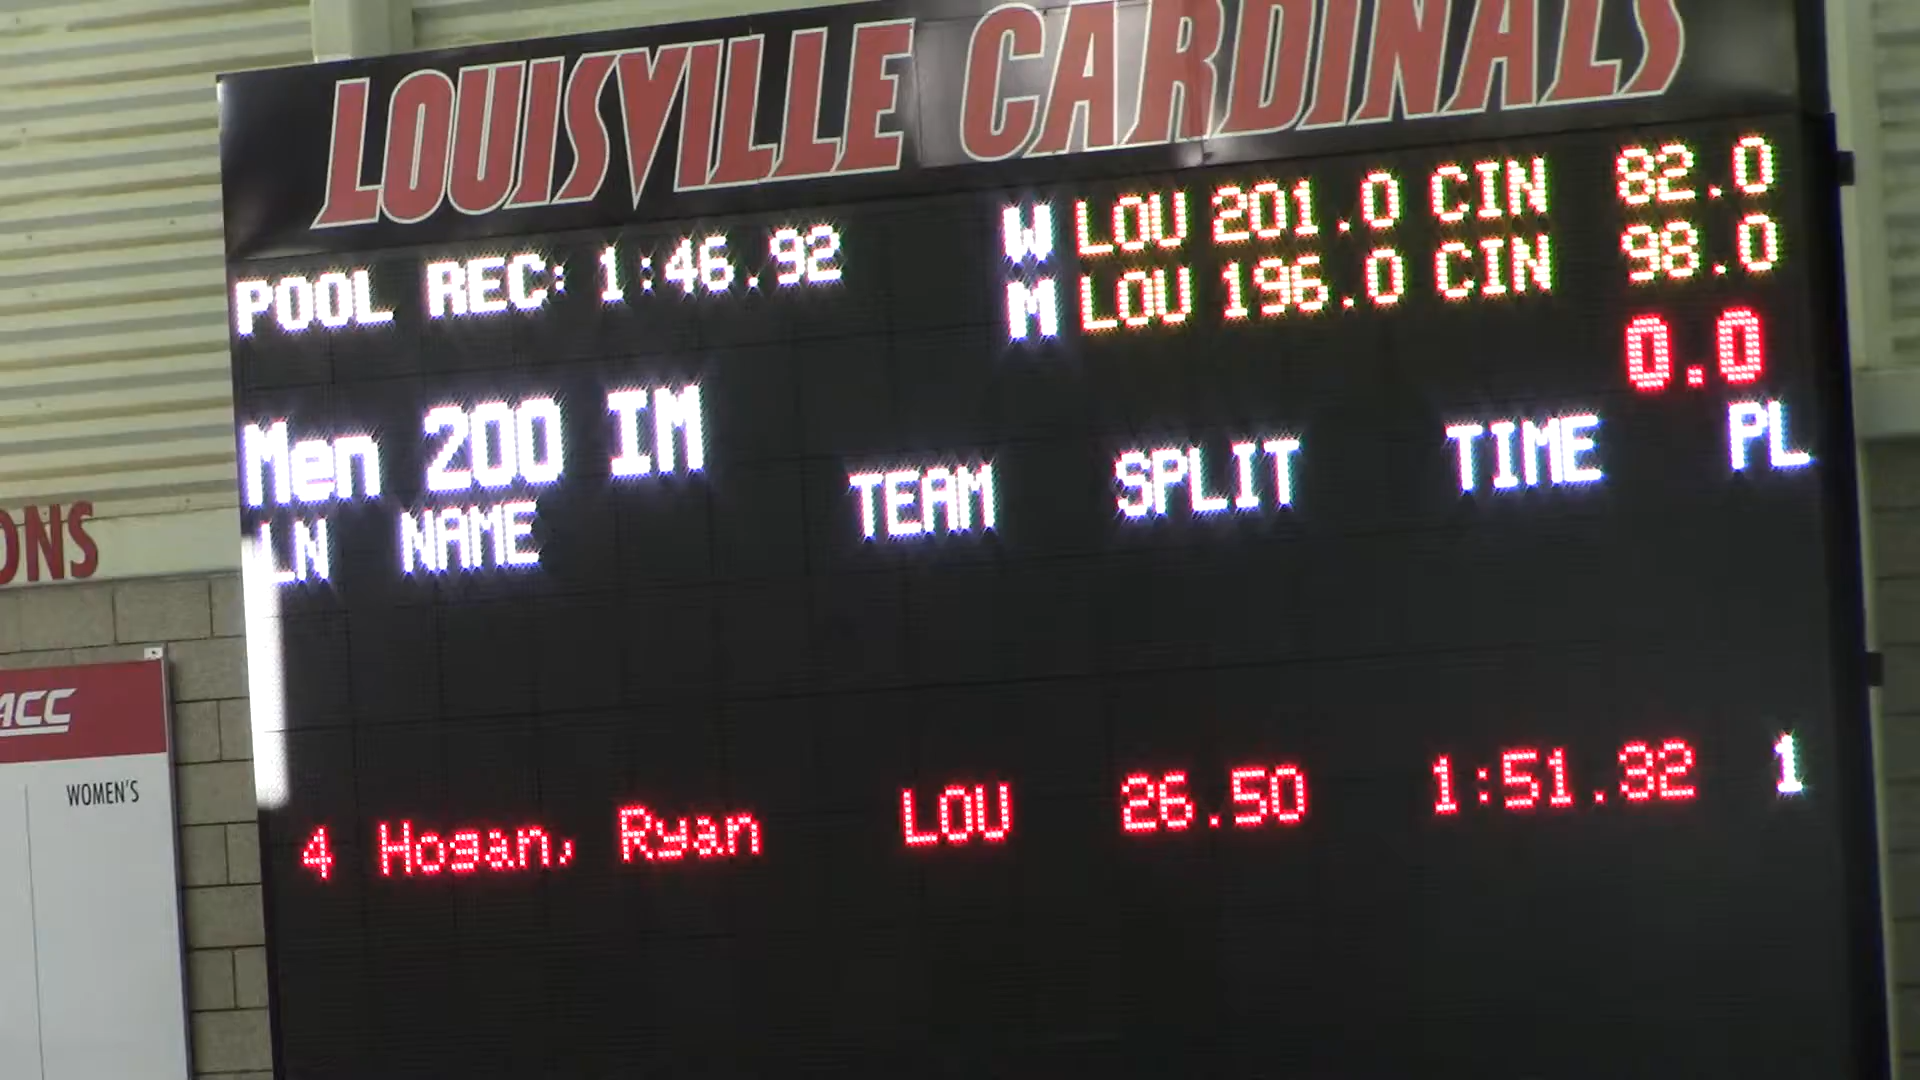 LOUISVILLE CARDINALS
POOL REC: 1:46.92
W LOU 201.0 CIN 82.0
M LOU 196.0 CIN 98.0
0.0
Men 200 IM
LN NAME TEAM SPLIT TIME PL
4 Hogan, Ryan LOU 26.50 1:51.32 1
ONS
ACC
WOMEN'S